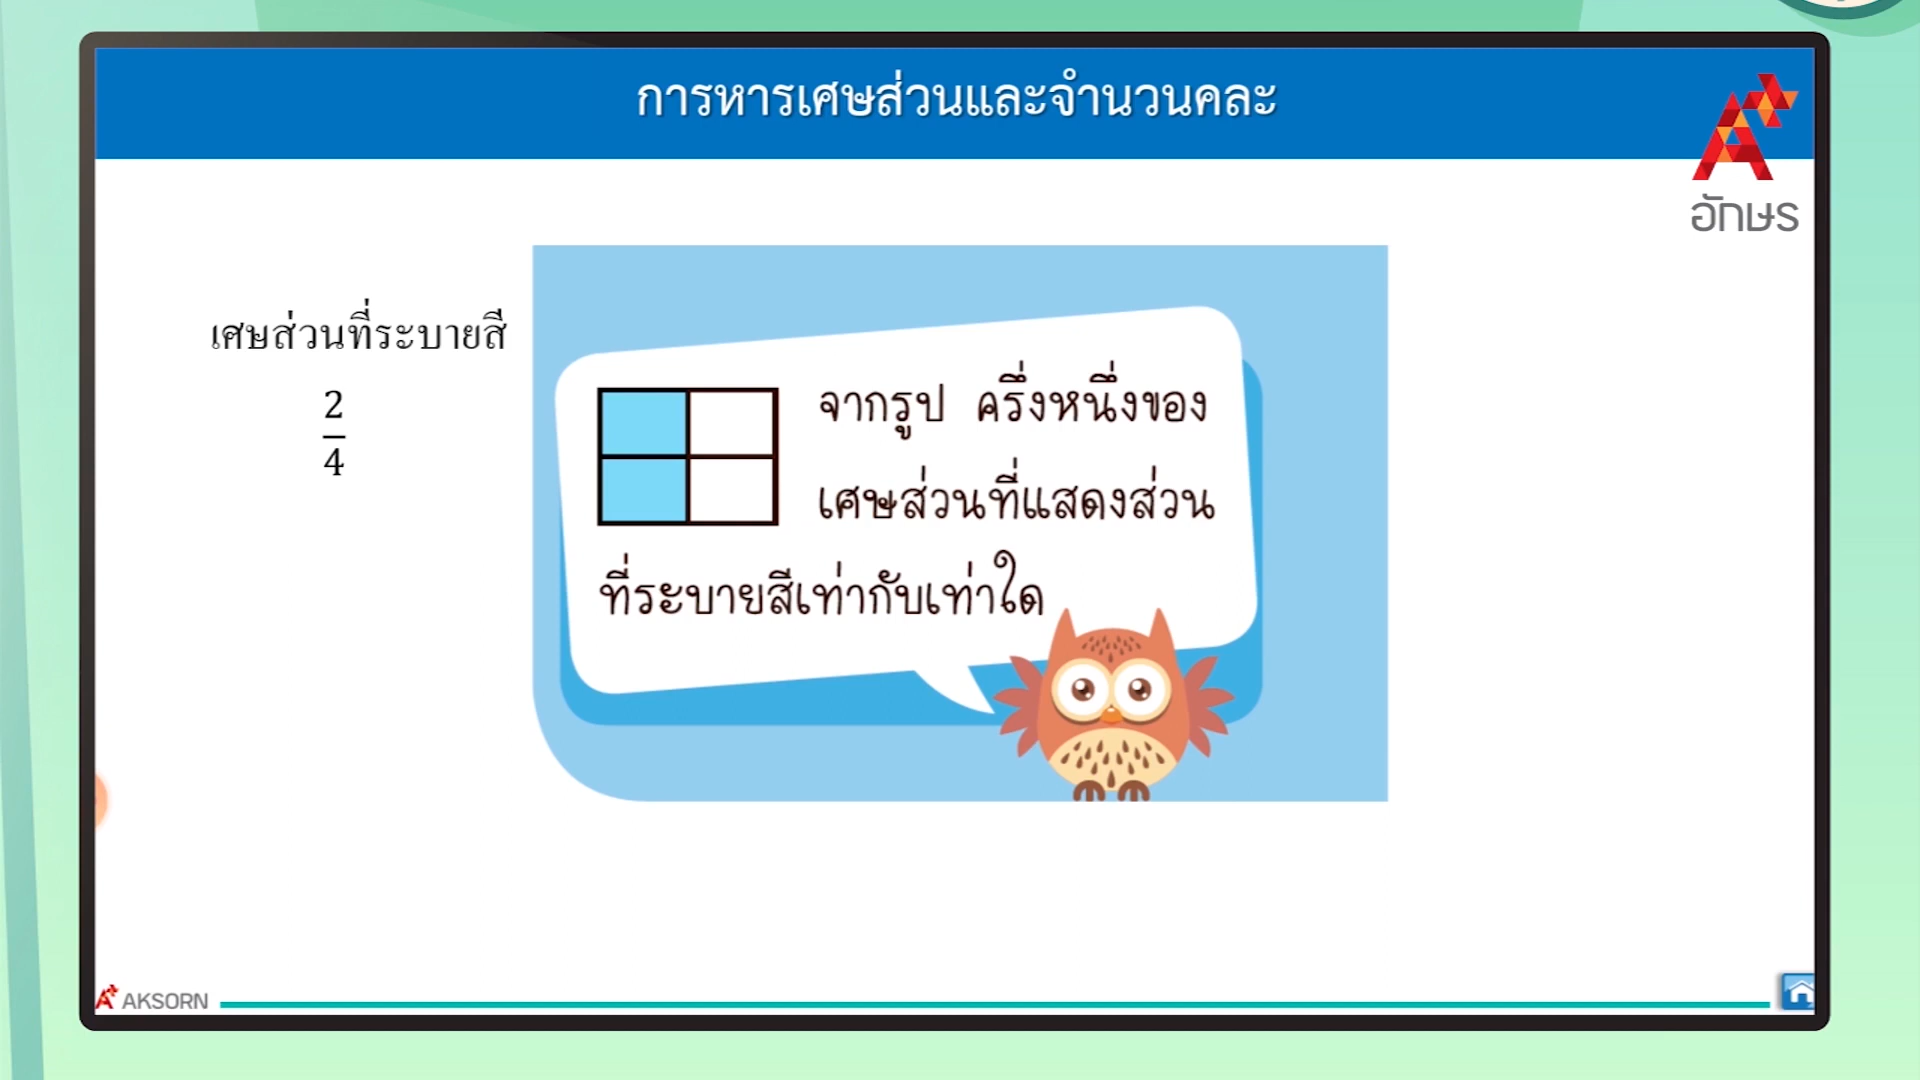 การหารเศษส่วนและจำนวนคละ
อักษร
เศษส่วนที่ระบายสี
2
4
จากรูป ครึ่งหนึ่งของ
เศษส่วนที่แสดงส่วน
ที่ระบายสีเท่ากับเท่าใด
AKSORN